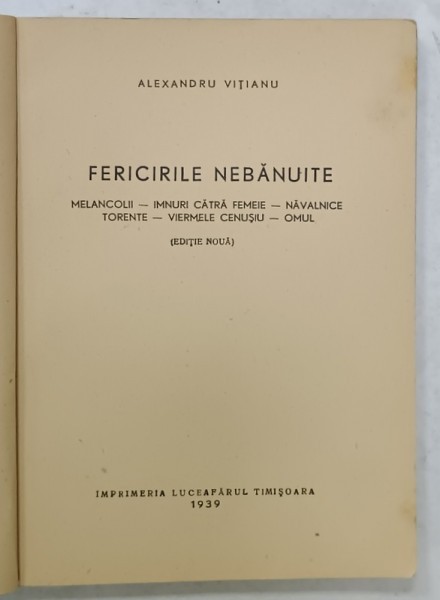 ALEXANDRU VIȚIANU
FERICIRILE NEBĂNUITE
MELANCOLII — IMNURI CĂTRĂ FEMEIE — NĂVALNICE
TORENTE — VIERMELE CENUȘIU — OMUL
(EDIȚIE NOUĂ)
IMPRIMERIA LUCEAFĂRUL TIMIȘOARA
1939